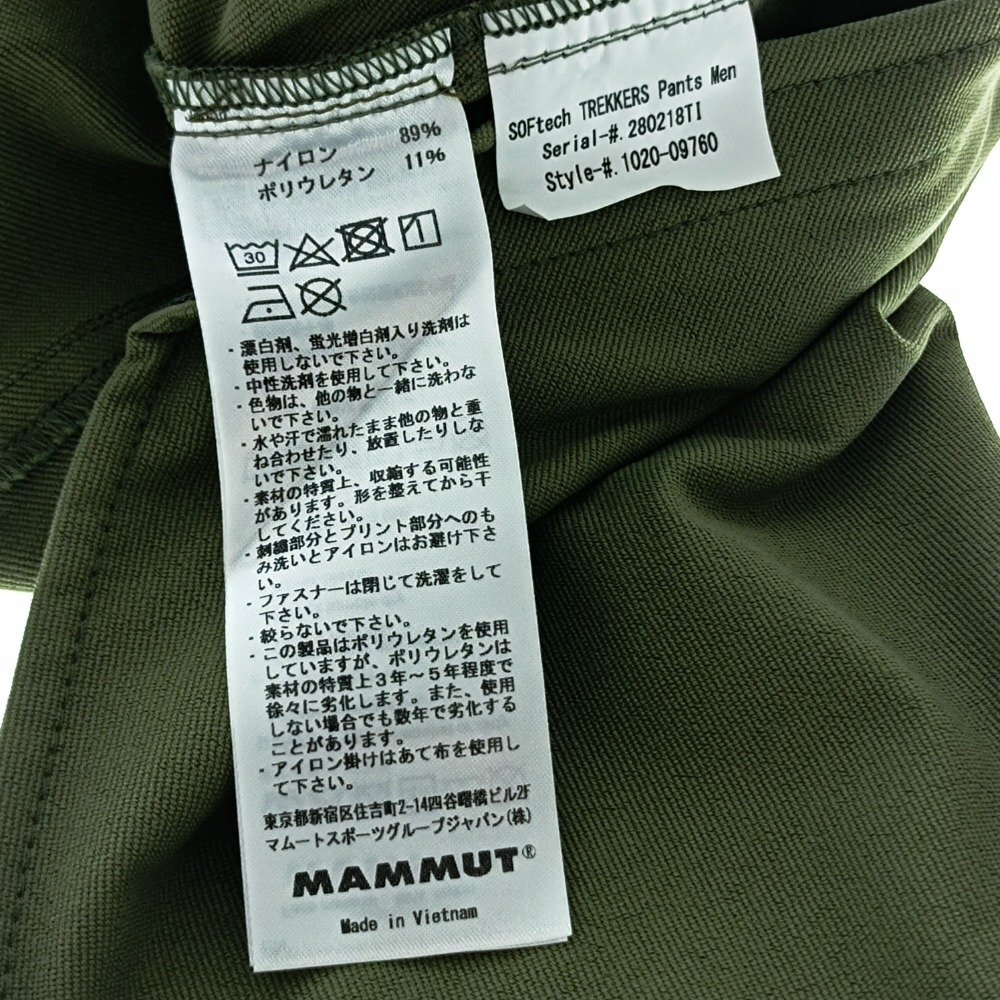 ナイロン 89%
ポリウレタン 11%
30
・漂白剤、蛍光増白剤入り洗剤は
使用しないで下さい。
・中性洗剤を使用して下さい。
・色物は、他の物と一緒に洗わな
いで下さい。
・水や汗で濡れたまま他の物と重
ね合わせたり、放置したりしな
いで下さい。
・素材の特質上、収縮する可能性
があります。形を整えてから干
してください。
・刺繍部分とプリント部分へのも
み洗いとアイロンはお避け下さ
い。
・ファスナーは閉じて洗濯をして
下さい。
・絞らないで下さい。
・この製品はポリウレタンを使用
していますが、ポリウレタンは
素材の特質上3年~5年程度で
徐々に劣化します。また、使用
しない場合でも数年で劣化する
ことがあります。
・アイロン掛けはあて布を使用し
て下さい。
東京都新宿区住吉町2-14四谷曙橋ビル2F
マムートスポーツグループジャパン(株)
MAMMUT®
Made in Vietnam
SOFtech TREKKERS Pants Men
Serial-#. 280218TI
Style-#. 1020-09760